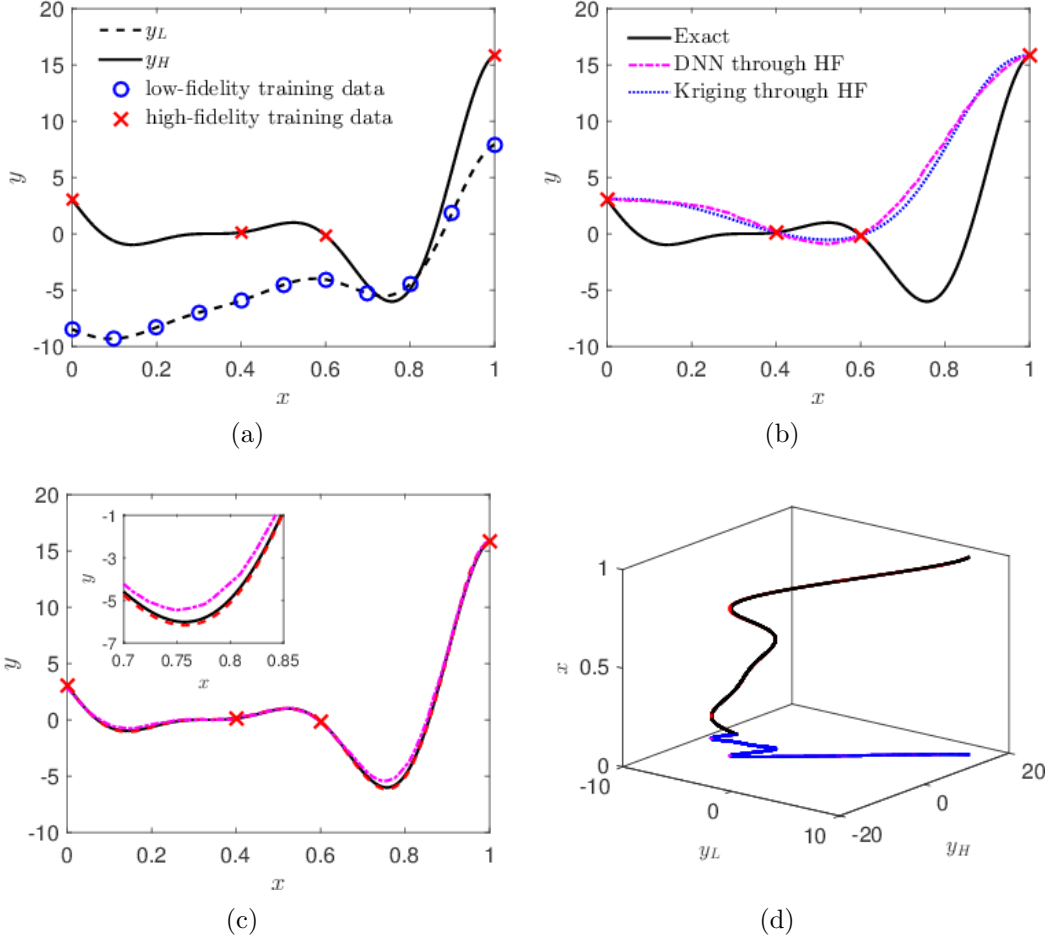 20
15
10
5
0
-5
-10
y
0
0.2
0.4
0.6
0.8
1
x
y_L
y_H
low-fidelity training data
high-fidelity training data
(a)
20
15
10
5
0
-5
-10
y
0
0.2
0.4
0.6
0.8
1
x
Exact
DNN through HF
Kriging through HF
(b)
20
15
10
5
0
-5
-10
y
0
0.2
0.4
0.6
0.8
1
x
-1
-3
-5
-7
y
0.7
0.75
0.8
0.85
x
(c)
1
0.5
0
x
-10
0
10
y_L
-20
0
20
y_H
(d)